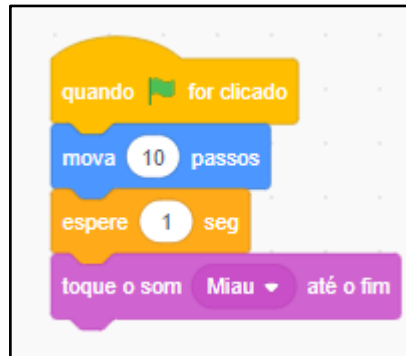 quando for clicado
mova 10 passos
espere 1 seg
toque o som Miau até o fim